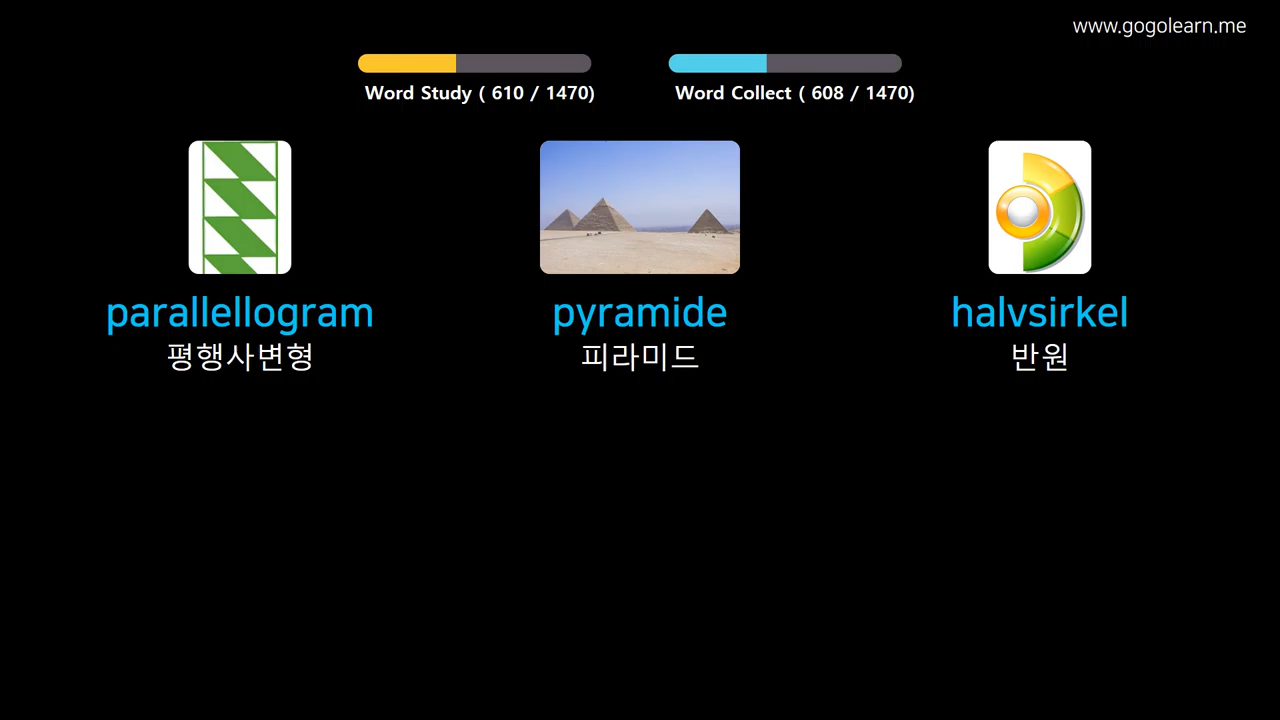 www.gogolearn.me
Word Study ( 610 / 1470)
Word Collect ( 608 / 1470)
parallellogram
평행사변형
pyramide
피라미드
halvsirkel
반원